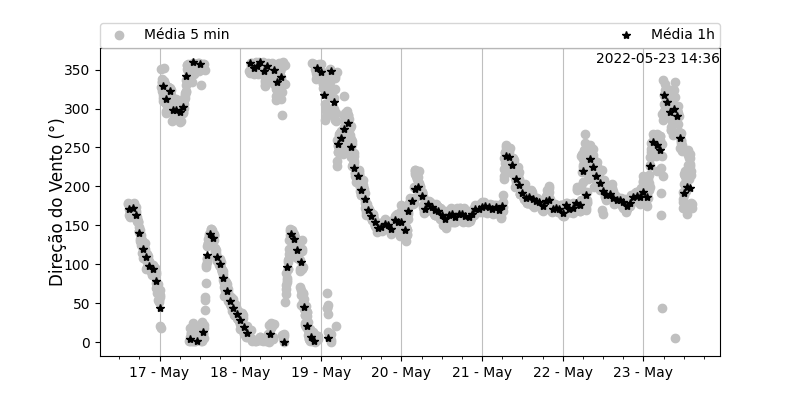 Média 5 min
Média 1h
2022-05-23 14:36
Direção do Vento (°)
350
300
250
200
150
100
50
0
17 - May
18 - May
19 - May
20 - May
21 - May
22 - May
23 - May